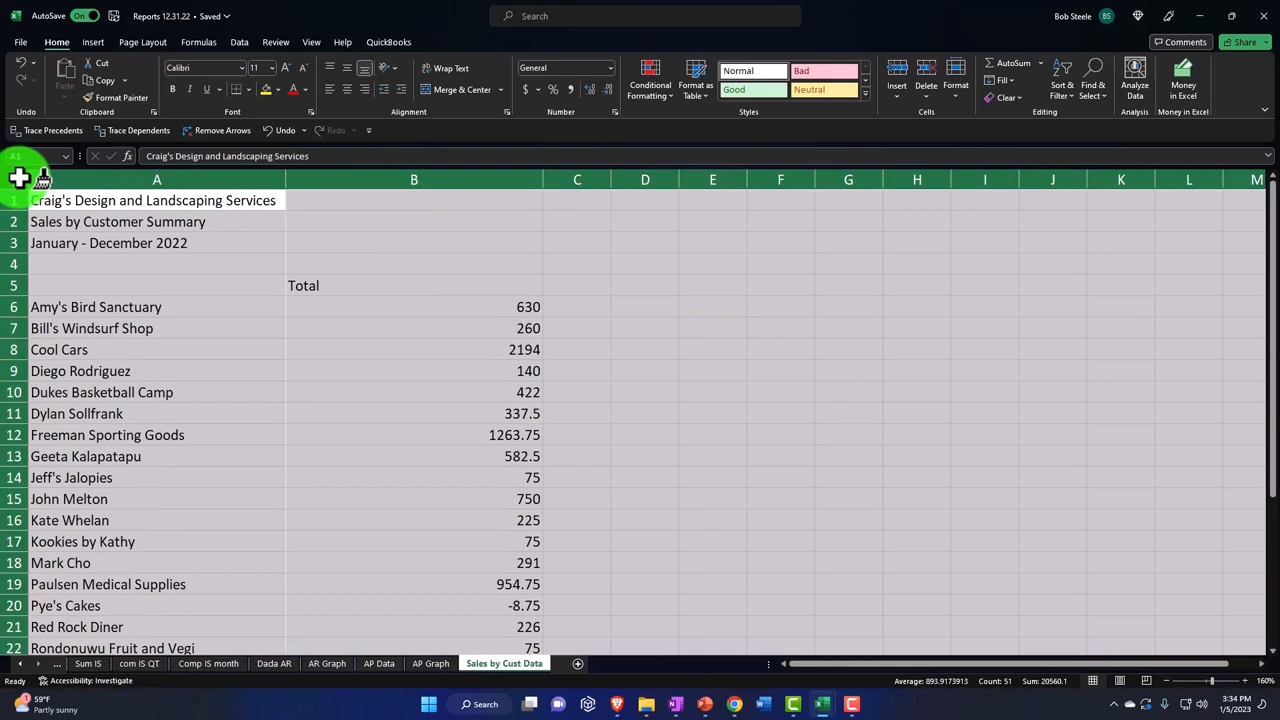 AutoSave On Reports 12.31.22 • Saved Search Bob Steele BS
File Home Insert Page Layout Formulas Data Review View Help QuickBooks Comments Share
Cut
Copy
Format Painter
Paste
Calibri 11
Wrap Text
Merge & Center
General
Conditional Formatting
Format as Table
Normal Bad
Good Neutral
Insert Delete Format
AutoSum
Fill
Clear
Sort & Filter
Find & Select
Analyze Data
Money in Excel
Undo Clipboard Font Alignment Number Styles Cells Editing Analysis Money in Excel
Trace Precedents Trace Dependents Remove Arrows Undo Redo
A1 fx Craig's Design and Landscaping Services
A B C D E F G H I J K L M
1 Craig's Design and Landscaping Services
2 Sales by Customer Summary
3 January - December 2022
4
5 Total
6 Amy's Bird Sanctuary 630
7 Bill's Windsurf Shop 260
8 Cool Cars 2194
9 Diego Rodriguez 140
10 Dukes Basketball Camp 422
11 Dylan Sollfrank 337.5
12 Freeman Sporting Goods 1263.75
13 Geeta Kalapatapu 582.5
14 Jeff's Jalopies 75
15 John Melton 750
16 Kate Whelan 225
17 Kookies by Kathy 75
18 Mark Cho 291
19 Paulsen Medical Supplies 954.75
20 Pye's Cakes -8.75
21 Red Rock Diner 226
22 Rondonuwu Fruit and Vegi 75
... Sum IS com IS QT Comp IS month Dada AR AR Graph AP Data AP Graph Sales by Cust Data
Ready Accessibility: Investigate Average: 893.9173913 Count: 51 Sum: 20560.1 160%
1 59°F
Partly sunny
Search
3:34 PM
1/5/2023